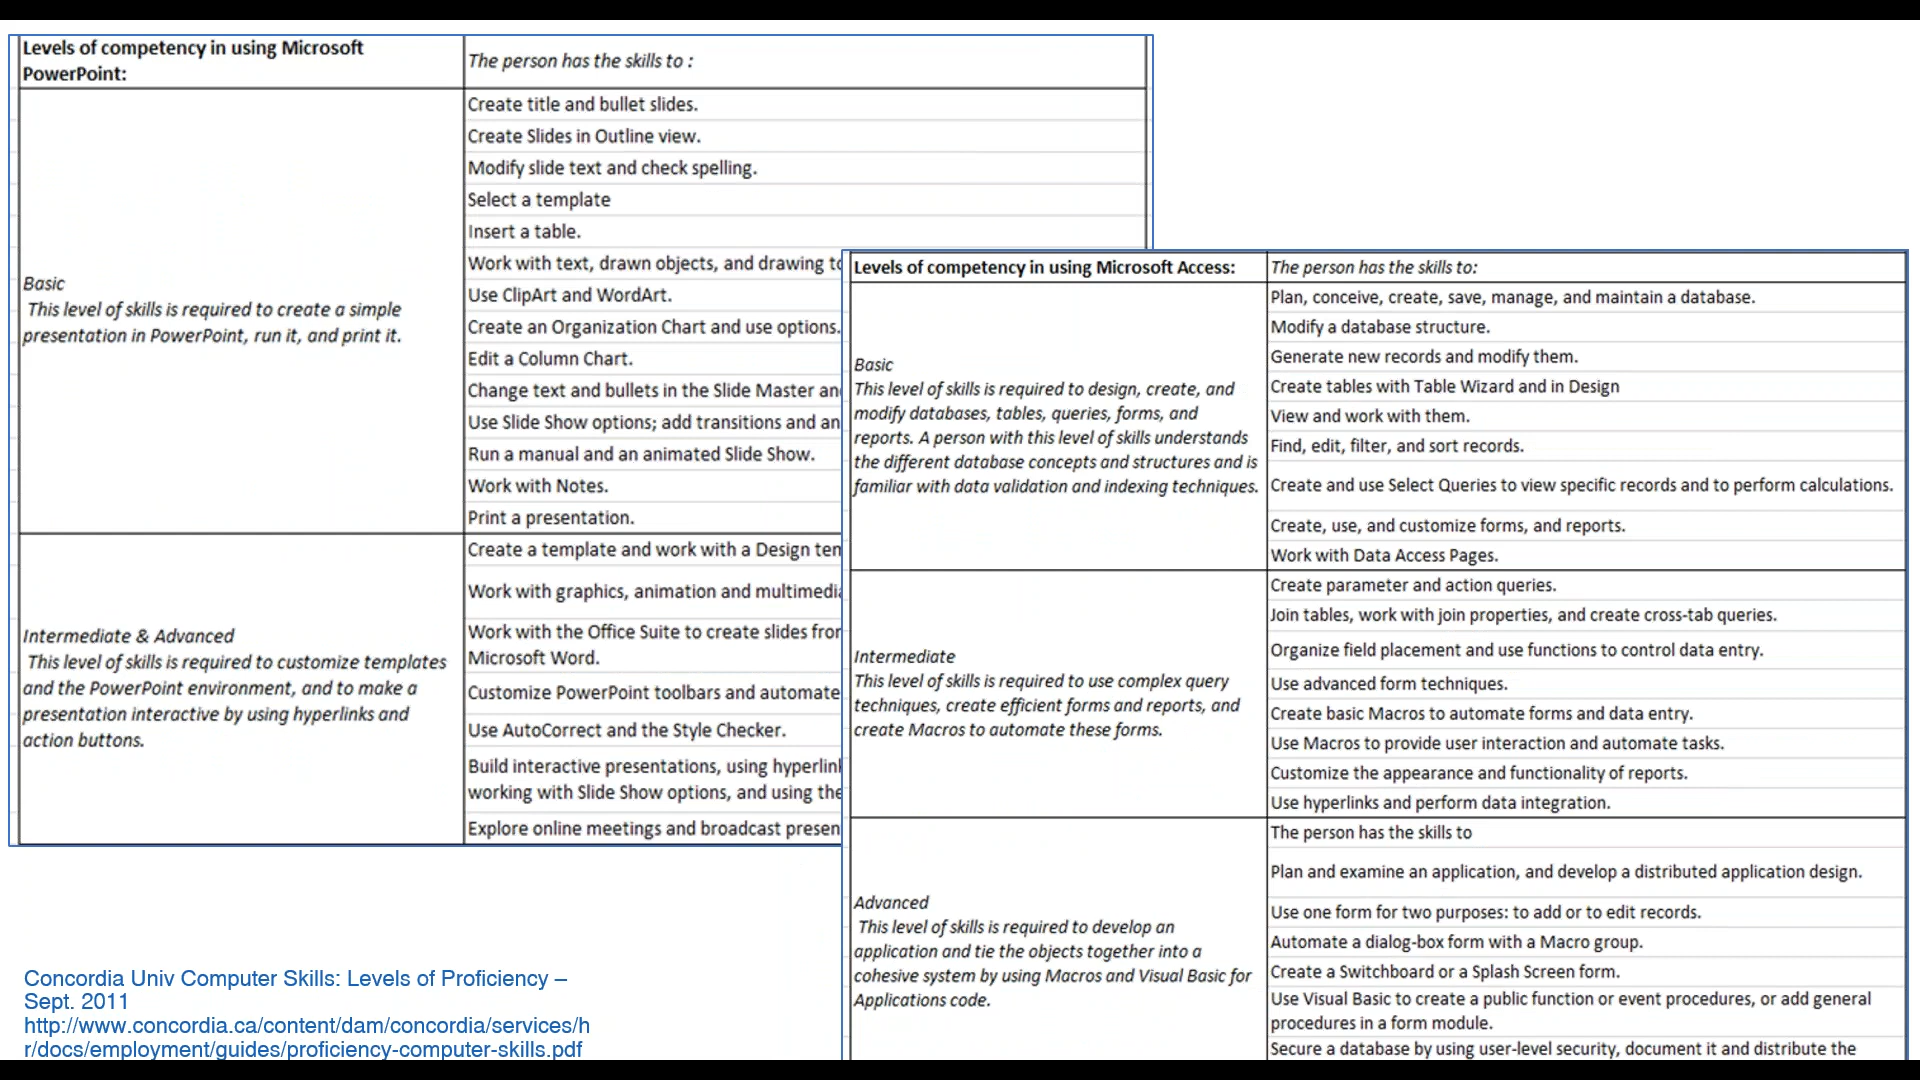 Levels of competency in using Microsoft
PowerPoint:
The person has the skills to :
Basic
This level of skills is required to create a simple
presentation in PowerPoint, run it, and print it.
Create title and bullet slides.
Create Slides in Outline view.
Modify slide text and check spelling.
Select a template
Insert a table.
Work with text, drawn objects, and drawing
Use ClipArt and WordArt.
Create an Organization Chart and use options.
Edit a Column Chart.
Change text and bullets in the Slide Master
Use Slide Show options; add transitions and
Run a manual and an animated Slide Show.
Work with Notes.
Print a presentation.
Intermediate & Advanced
This level of skills is required to customize templates
and the PowerPoint environment, and to make a
presentation interactive by using hyperlinks and
action buttons.
Create a template and work with a Design
Work with graphics, animation and
Work with the Office Suite to create slides
Microsoft Word.
Customize PowerPoint toolbars and automate
Use AutoCorrect and the Style Checker.
Build interactive presentations, using
working with Slide Show options, and using
Explore online meetings and broadcast
Levels of competency in using Microsoft Access:
The person has the skills to:
Basic
This level of skills is required to design, create, and
modify databases, tables, queries, forms, and
reports. A person with this level of skills understands
the different database concepts and structures and is
familiar with data validation and indexing techniques.
Plan, conceive, create, save, manage, and maintain a database.
Modify a database structure.
Generate new records and modify them.
Create tables with Table Wizard and in Design
View and work with them.
Find, edit, filter, and sort records.
Create and use Select Queries to view specific records and to perform calculations.
Create, use, and customize forms, and reports.
Work with Data Access Pages.
Intermediate
This level of skills is required to use complex query
techniques, create efficient forms and reports, and
create Macros to automate these forms.
Create parameter and action queries.
Join tables, work with join properties, and create cross-tab queries.
Organize field placement and use functions to control data entry.
Use advanced form techniques.
Create basic Macros to automate forms and data entry.
Use Macros to provide user interaction and automate tasks.
Customize the appearance and functionality of reports.
Use hyperlinks and perform data integration.
Advanced
This level of skills is required to develop an
application and tie the objects together into a
cohesive system by using Macros and Visual Basic for
Applications code.
The person has the skills to
Plan and examine an application, and develop a distributed application design.
Use one form for two purposes: to add or to edit records.
Automate a dialog-box form with a Macro group.
Create a Switchboard or a Splash Screen form.
Use Visual Basic to create a public function or event procedures, or add general
procedures in a form module.
Secure a database by using user-level security, document it and distribute the
Concordia Univ Computer Skills: Levels of Proficiency –
Sept. 2011
http://www.concordia.ca/content/dam/concordia/services/h
r/docs/employment/guides/proficiency-computer-skills.pdf